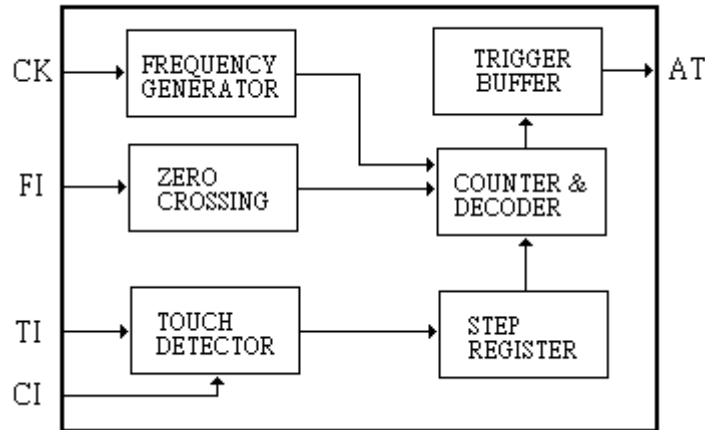 CK
FREQUENCY
GENERATOR
TRIGGER
BUFFER
AT
FI
ZERO
CROSSING
COUNTER &
DECODER
TI
TOUCH
DETECTOR
STEP
REGISTER
CI